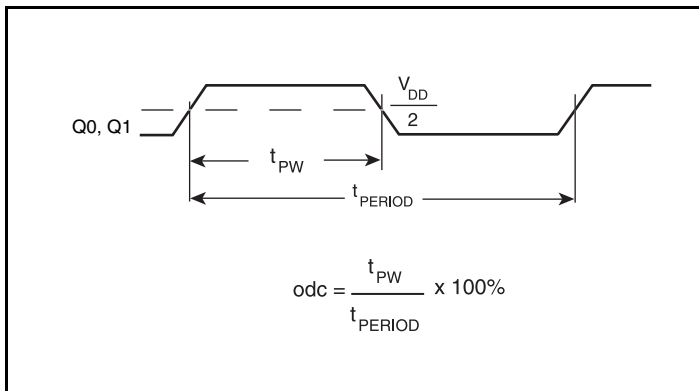 V_DD
2
Q0, Q1
t_PW
t_PERIOD
odc = t_PW / t_PERIOD x 100%